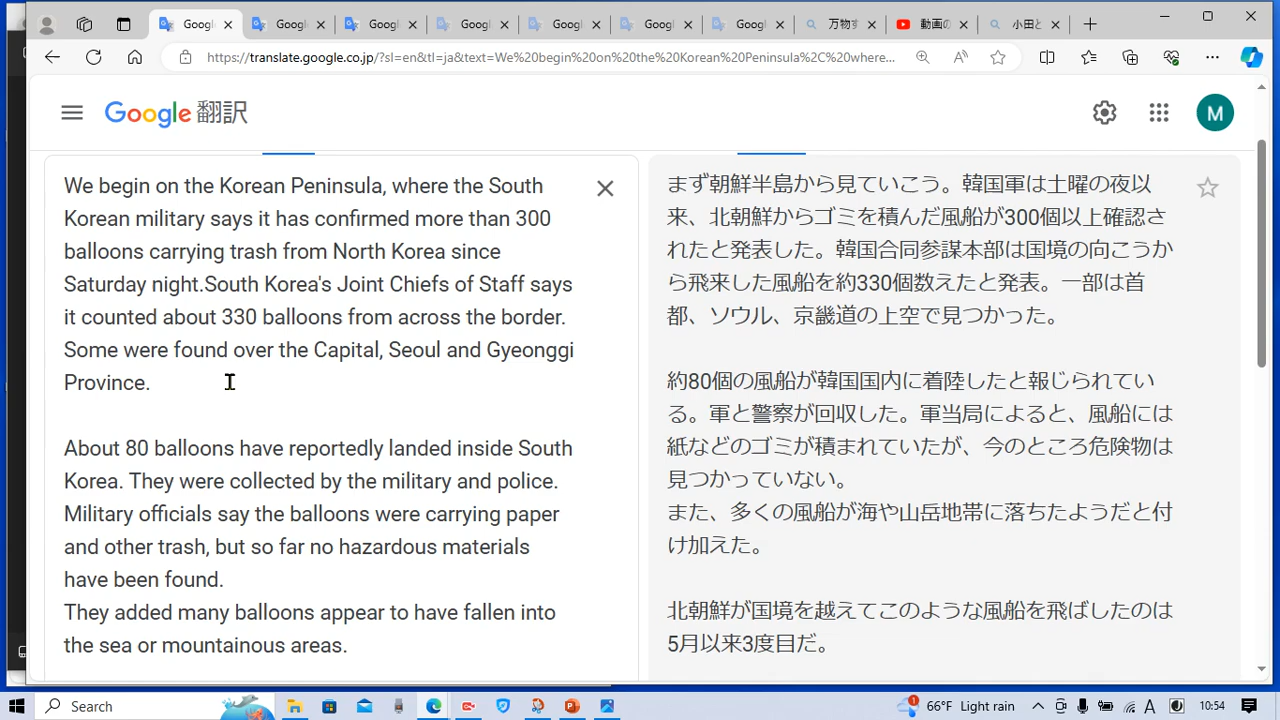 Googl
Googl
Googl
Googl
Googl
Googl
Googl
万物す
動画の
小田と
https://translate.google.co.jp/?sl=en&tl=ja&text=We%20begin%20on%20the%20Korean%20Peninsula%2C%20where...
Google 翻訳
M
We begin on the Korean Peninsula, where the South
Korean military says it has confirmed more than 300
balloons carrying trash from North Korea since
Saturday night.South Korea's Joint Chiefs of Staff says
it counted about 330 balloons from across the border.
Some were found over the Capital, Seoul and Gyeonggi
Province.
About 80 balloons have reportedly landed inside South
Korea. They were collected by the military and police.
Military officials say the balloons were carrying paper
and other trash, but so far no hazardous materials
have been found.
They added many balloons appear to have fallen into
the sea or mountainous areas.
まず朝鮮半島から見ていこう。韓国軍は土曜の夜以
来、北朝鮮からゴミを積んだ風船が300個以上確認さ
れたと発表した。韓国合同参謀本部は国境の向こうか
ら飛来した風船を約330個数えたと発表。一部は首
都、ソウル、京畿道の上空で見つかった。
約80個の風船が韓国国内に着陸したと報じられてい
る。軍と警察が回収した。軍当局によると、風船には
紙などのゴミが積まれていたが、今のところ危険物は
見つかっていない。
また、多くの風船が海や山岳地帯に落ちたようだと付
け加えた。
北朝鮮が国境を越えてこのような風船を飛ばしたのは
5月以来3度目だ。
Search
1
66°F Light rain
A
10:54